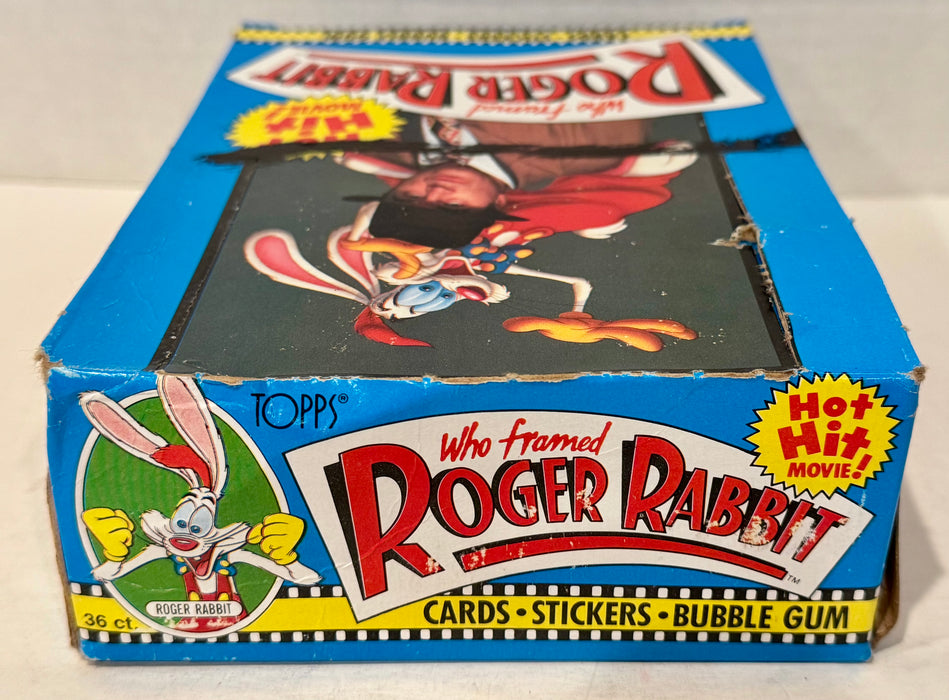 Who Framed
ROGER RABBIT
Hit
MOVIE!
TOPPS®
Who framed
ROGER RABBIT
TM
Hot
Hit
MOVIE!
ROGER RABBIT
36 ct.
CARDS • STICKERS • BUBBLE GUM